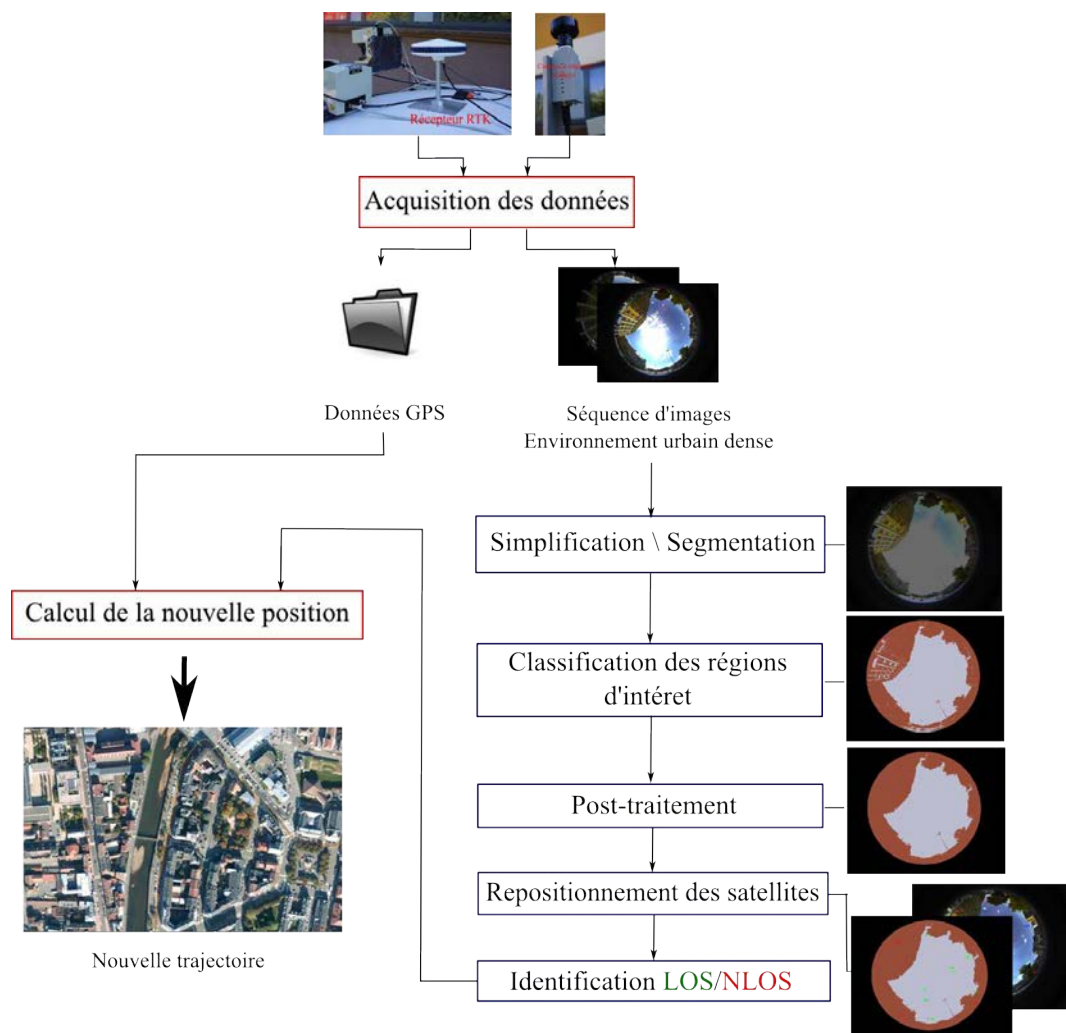 Récepteur RTK
Acquisition des données
Données GPS
Séquence d'images
Environnement urbain dense
Simplification \ Segmentation
Calcul de la nouvelle position
Classification des régions
d'intéret
Post-traitement
Repositionnement des satellites
Nouvelle trajectoire
Identification LOS/NLOS